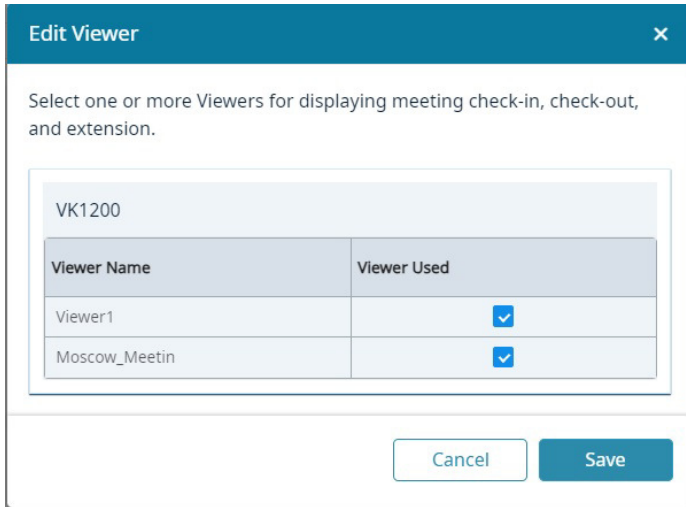 Edit Viewer
Select one or more Viewers for displaying meeting check-in, check-out,
and extension.
VK1200
Viewer Name Viewer Used
Viewer1
Moscow_Meetin
Cancel Save